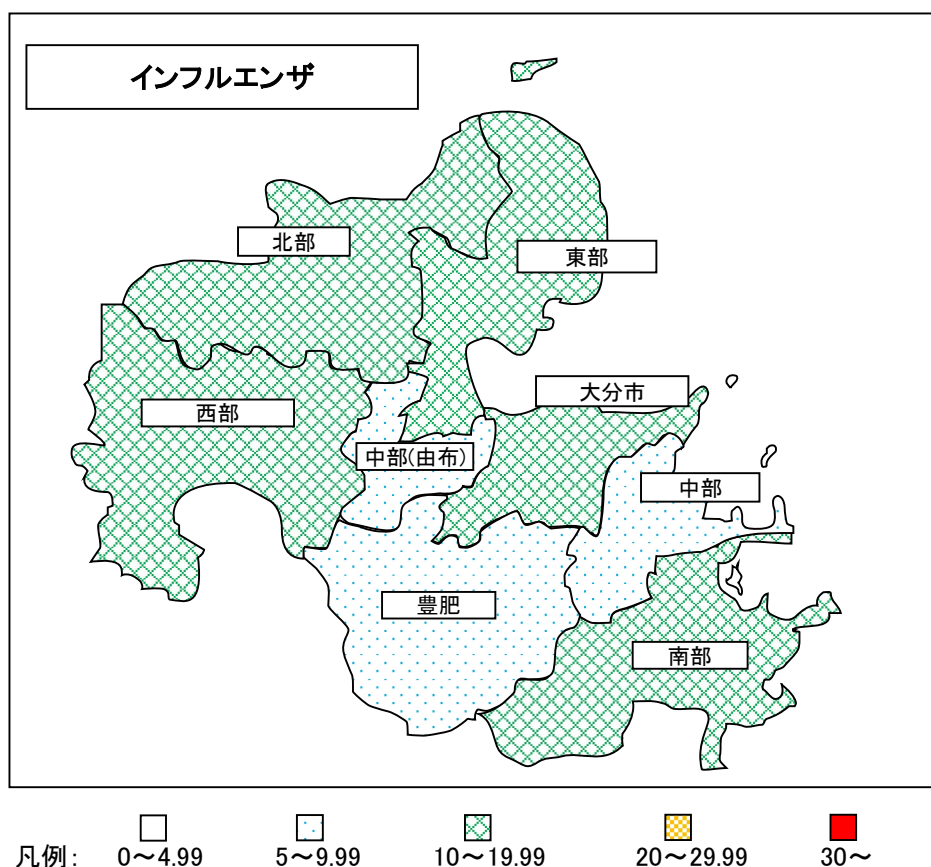 インフルエンザ
北部
東部
大分市
西部
中部(由布)
中部
豊肥
南部
凡例: 0～4.99 5～9.99 10～19.99 20～29.99 30～